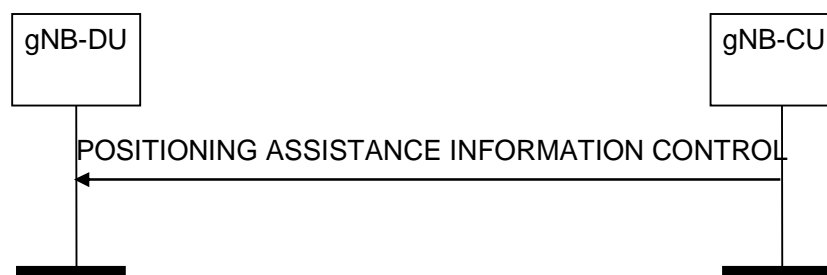 gNB-DU
gNB-CU
POSITIONING ASSISTANCE INFORMATION CONTROL